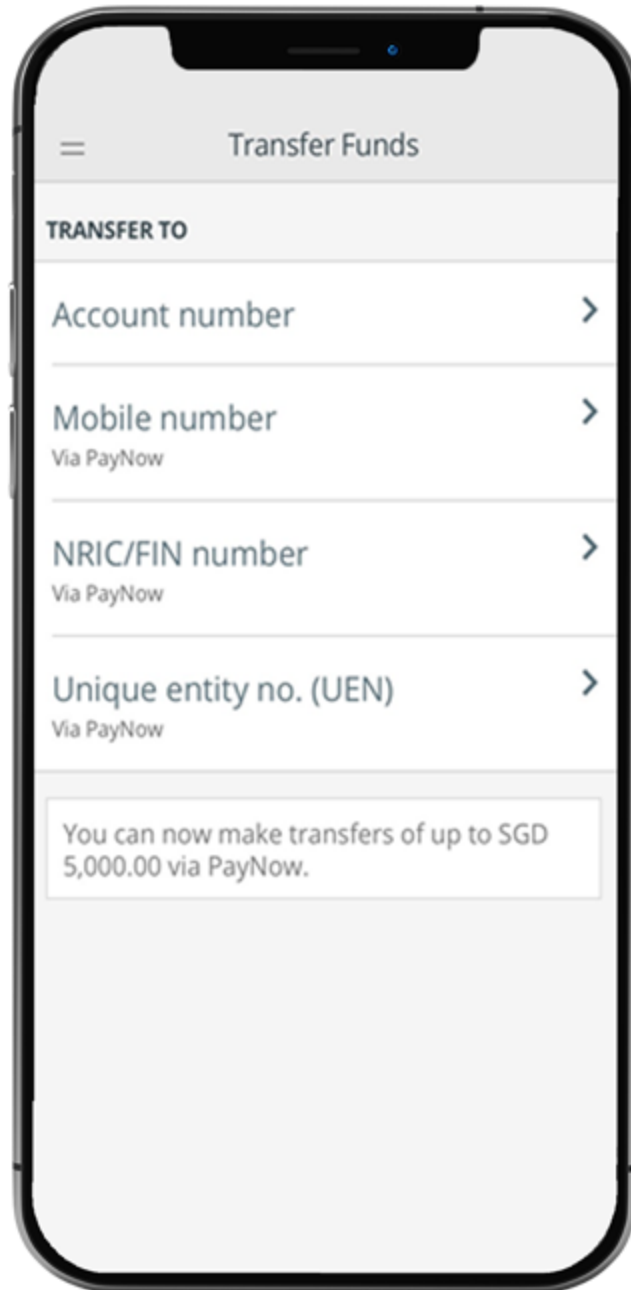 Transfer Funds
TRANSFER TO
Account number
Mobile number
Via PayNow
NRIC/FIN number
Via PayNow
Unique entity no. (UEN)
Via PayNow
You can now make transfers of up to SGD
5,000.00 via PayNow.